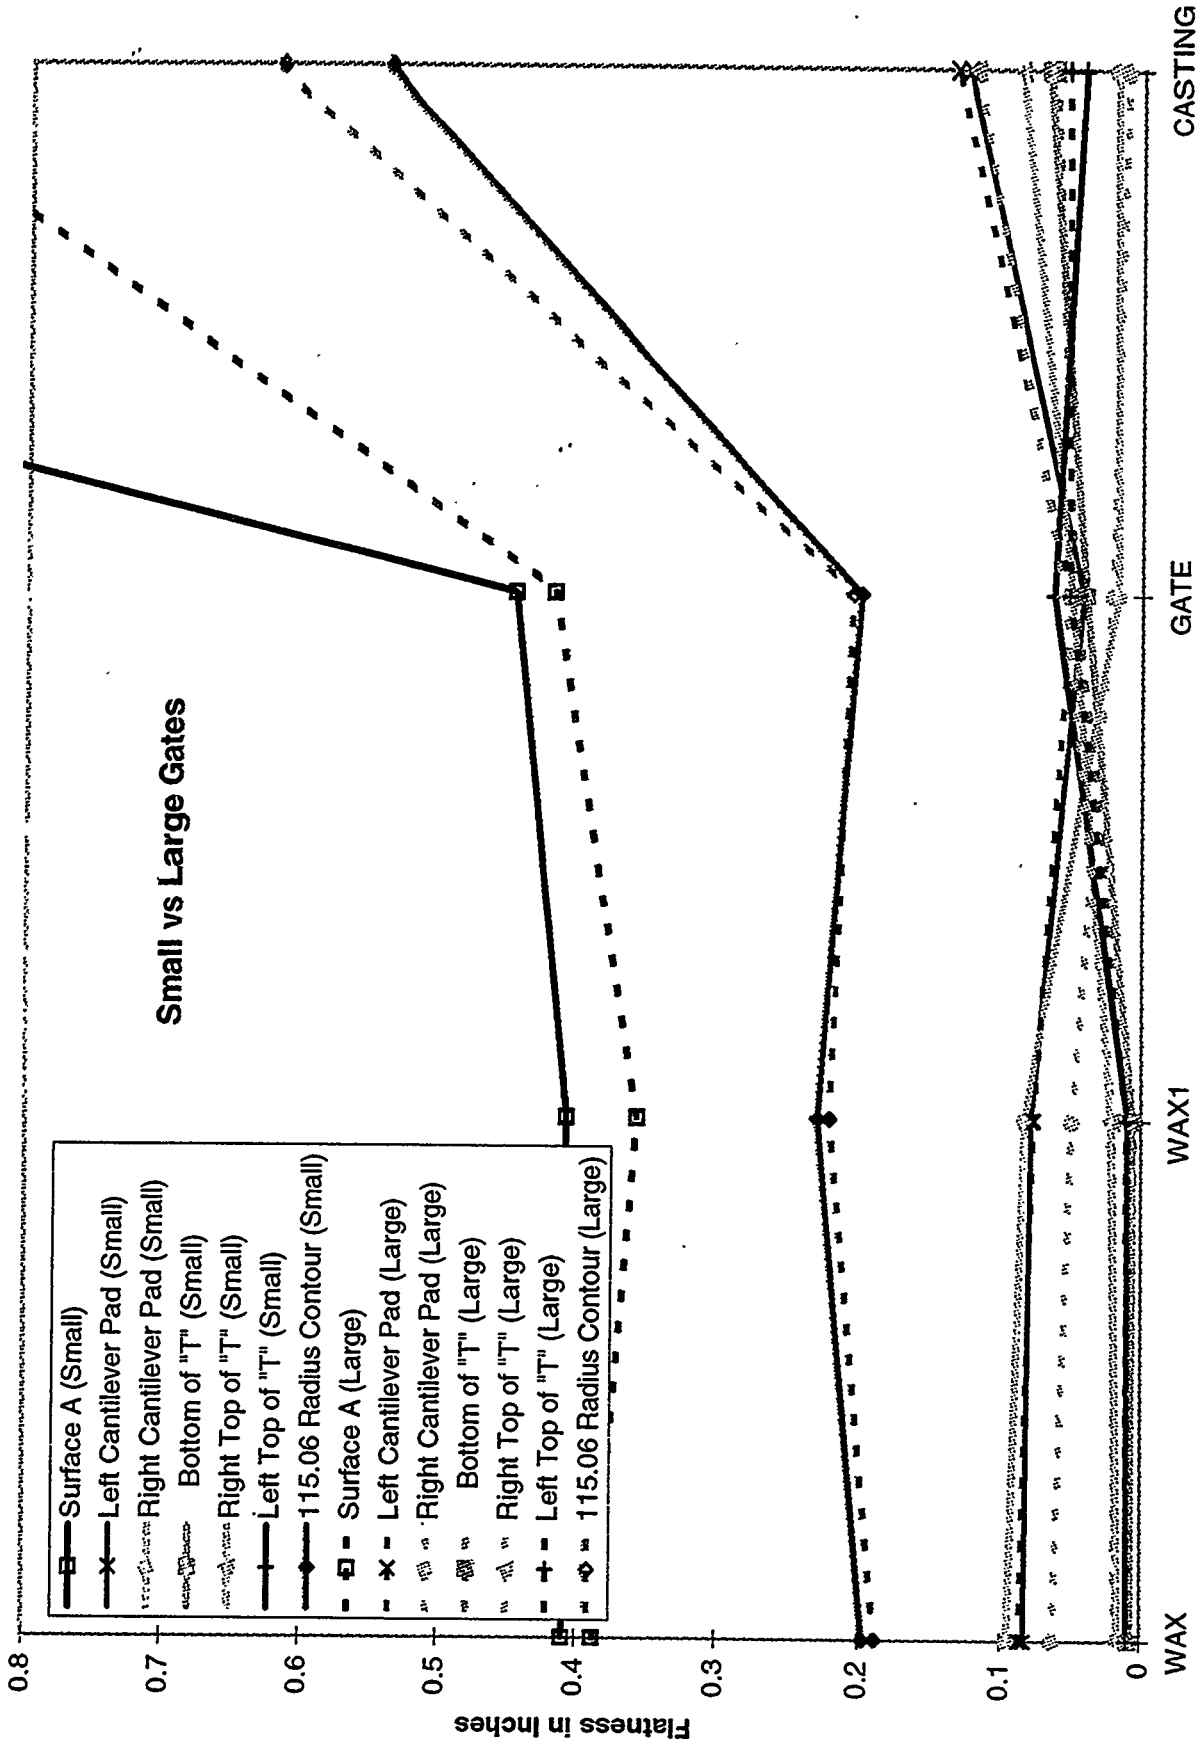 Small vs Large Gates
0.8
0.7
0.6
0.5
0.4
0.3
0.2
0.1
0
Flatness in Inches
Surface A (Small)
Left Cantilever Pad (Small)
Right Cantilever Pad (Small)
Bottom of "T" (Small)
Right Top of "T" (Small)
Left Top of "T" (Small)
115.06 Radius Contour (Small)
Surface A (Large)
Left Cantilever Pad (Large)
Right Cantilever Pad (Large)
Bottom of "T" (Large)
Right Top of "T" (Large)
Left Top of "T" (Large)
115.06 Radius Contour (Large)
WAX
WAX1
GATE
CASTING